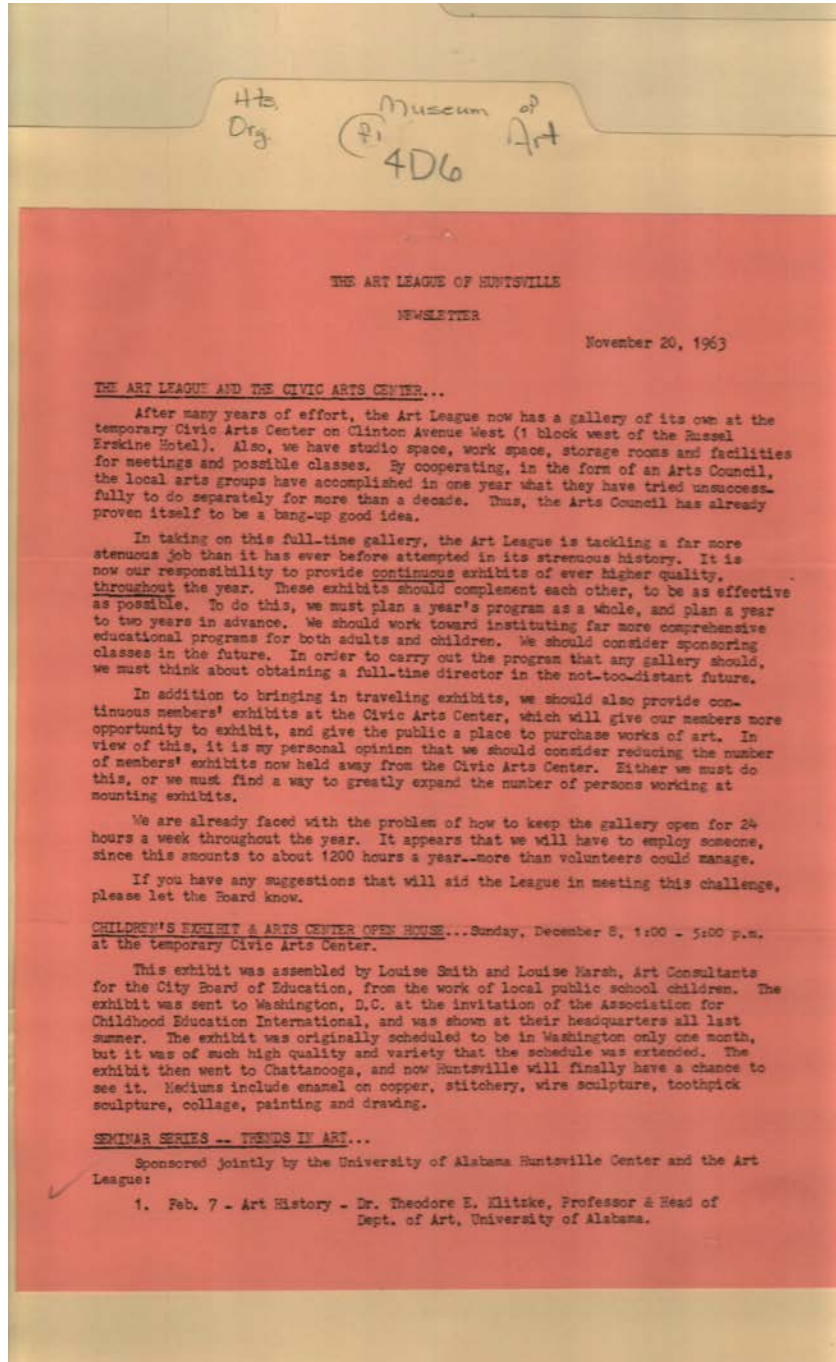 Hts. Museum of
Org. Art
4D6
THE ART LEAGUE OF HUNTSVILLE
NEWSLETTER
November 20, 1963
THE ART LEAGUE AND THE CIVIC ARTS CENTER...
After many years of effort, the Art League now has a gallery of its own at the
temporary Civic Arts Center on Clinton Avenue West (1 block west of the Russel
Erskine Hotel). Also, we have studio space, work space, storage rooms and facilities
for meetings and possible classes. By cooperating, in the form of an Arts Council,
the local arts groups have accomplished in one year what they have tried unsuccess-
fully to do separately for more than a decade. Thus, the Arts Council has already
proven itself to be a bang-up good idea.
In taking on this full-time gallery, the Art League is tackling a far more
stenuous job than it has ever before attempted in its strenuous history. It is
now our responsibility to provide continuous exhibits of ever higher quality,
throughout the year. These exhibits should complement each other, to be as effective
as possible. To do this, we must plan a year's program as a whole, and plan a year
to two years in advance. We should work toward instituting far more comprehensive
educational programs for both adults and children. We should consider sponsoring
classes in the future. In order to carry out the program that any gallery should,
we must think about obtaining a full-time director in the not-too-distant future.
In addition to bringing in traveling exhibits, we should also provide con-
tinuous members' exhibits at the Civic Arts Center, which will give our members more
opportunity to exhibit, and give the public a place to purchase works of art. In
view of this, it is my personal opinion that we should consider reducing the number
of members' exhibits now held away from the Civic Arts Center. Either we must do
this, or we must find a way to greatly expand the number of persons working at
mounting exhibits.
We are already faced with the problem of how to keep the gallery open for 24
hours a week throughout the year. It appears that we will have to employ someone,
since this amounts to about 1200 hours a year--more than volunteers could manage.
If you have any suggestions that will aid the League in meeting this challenge,
please let the Board know.
CHILDREN'S EXHIBIT & ARTS CENTER OPEN HOUSE...Sunday, December 8, 1:00 - 5:00 p.m.
at the temporary Civic Arts Center.
This exhibit was assembled by Louise Smith and Louise Marsh, Art Consultants
for the City Board of Education, from the work of local public school children. The
exhibit was sent to Washington, D.C. at the invitation of the Association for
Childhood Education International, and was shown at their headquarters all last
summer. The exhibit was originally scheduled to be in Washington only one month,
but it was of such high quality and variety that the schedule was extended. The
exhibit then went to Chattanooga, and now Huntsville will finally have a chance to
see it. Mediums include enamel on copper, stitchery, wire sculpture, toothpick
sculpture, collage, painting and drawing.
SEMINAR SERIES -- TRENDS IN ART...
Sponsored jointly by the University of Alabama Huntsville Center and the Art
League:
1. Feb. 7 - Art History - Dr. Theodore E. Klitzke, Professor & Head of
Dept. of Art, University of Alabama.